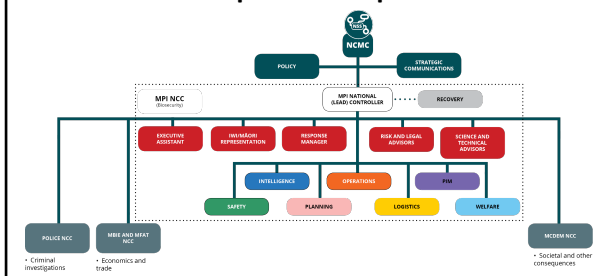 NSS
NCMC
POLICY
STRATEGIC
COMMUNICATIONS
MPI NCC
(Biosecurity)
MPI NATIONAL
(LEAD) CONTROLLER
RECOVERY
EXECUTIVE
ASSISTANT
IWI/MĀORI
REPRESENTATION
RESPONSE
MANAGER
RISK AND LEGAL
ADVISORS
SCIENCE AND
TECHNICAL
ADVISORS
INTELLIGENCE
OPERATIONS
PIM
SAFETY
PLANNING
LOGISTICS
WELFARE
POLICE NCC
MBIE AND MFAT
NCC
MCDEM NCC
• Criminal
investigations
• Economics and
trade
• Societal and other
consequences